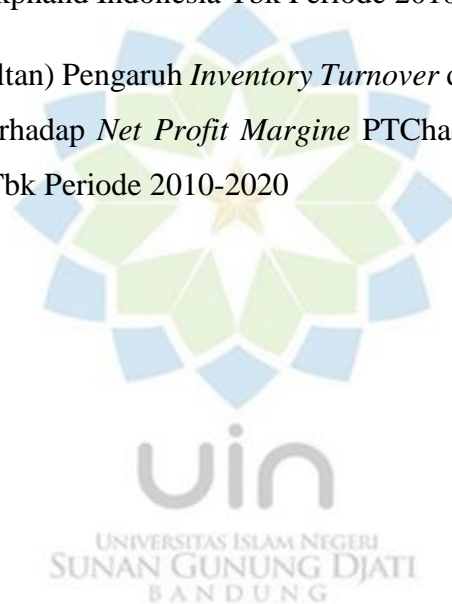 kphand Indonesia Tbk Periode 2010
ltan) Pengaruh Inventory Turnover
rhadap Net Profit Margine PTCha
Tbk Periode 2010-2020
uin
UNIVERSITAS ISLAM NEGERI
SUNAN GUNUNG DJATI
BANDUNG